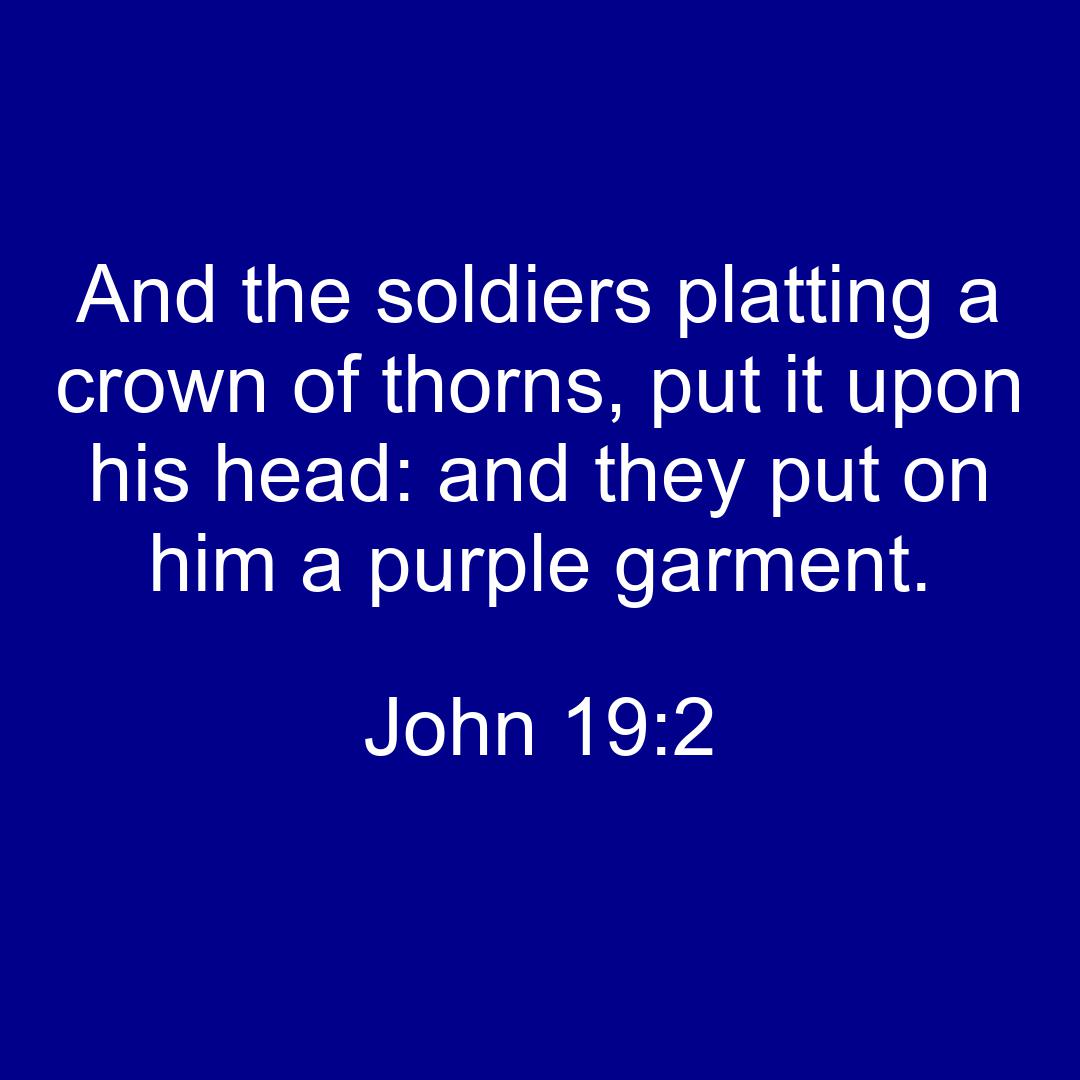 And the soldiers platting a
crown of thorns, put it upon
his head: and they put on
him a purple garment.
John 19:2